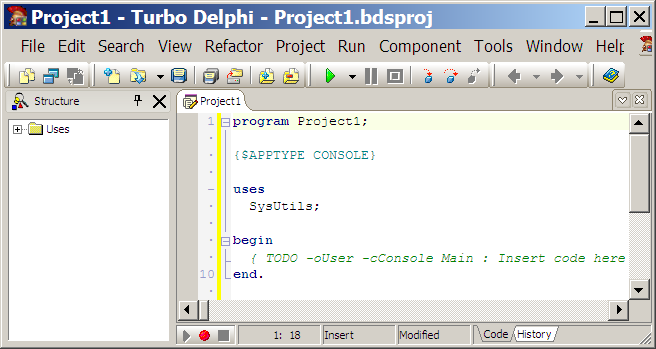 Project1 - Turbo Delphi - Project1.bdsproj
File Edit Search View Refactor Project Run Component Tools Window Help
Structure
Project1
Uses
1 program Project1;
{$APPTYPE CONSOLE}
uses
SysUtils;
begin
{ TODO -oUser -cConsole Main : Insert code here
10 end.
1: 18 Insert Modified Code History